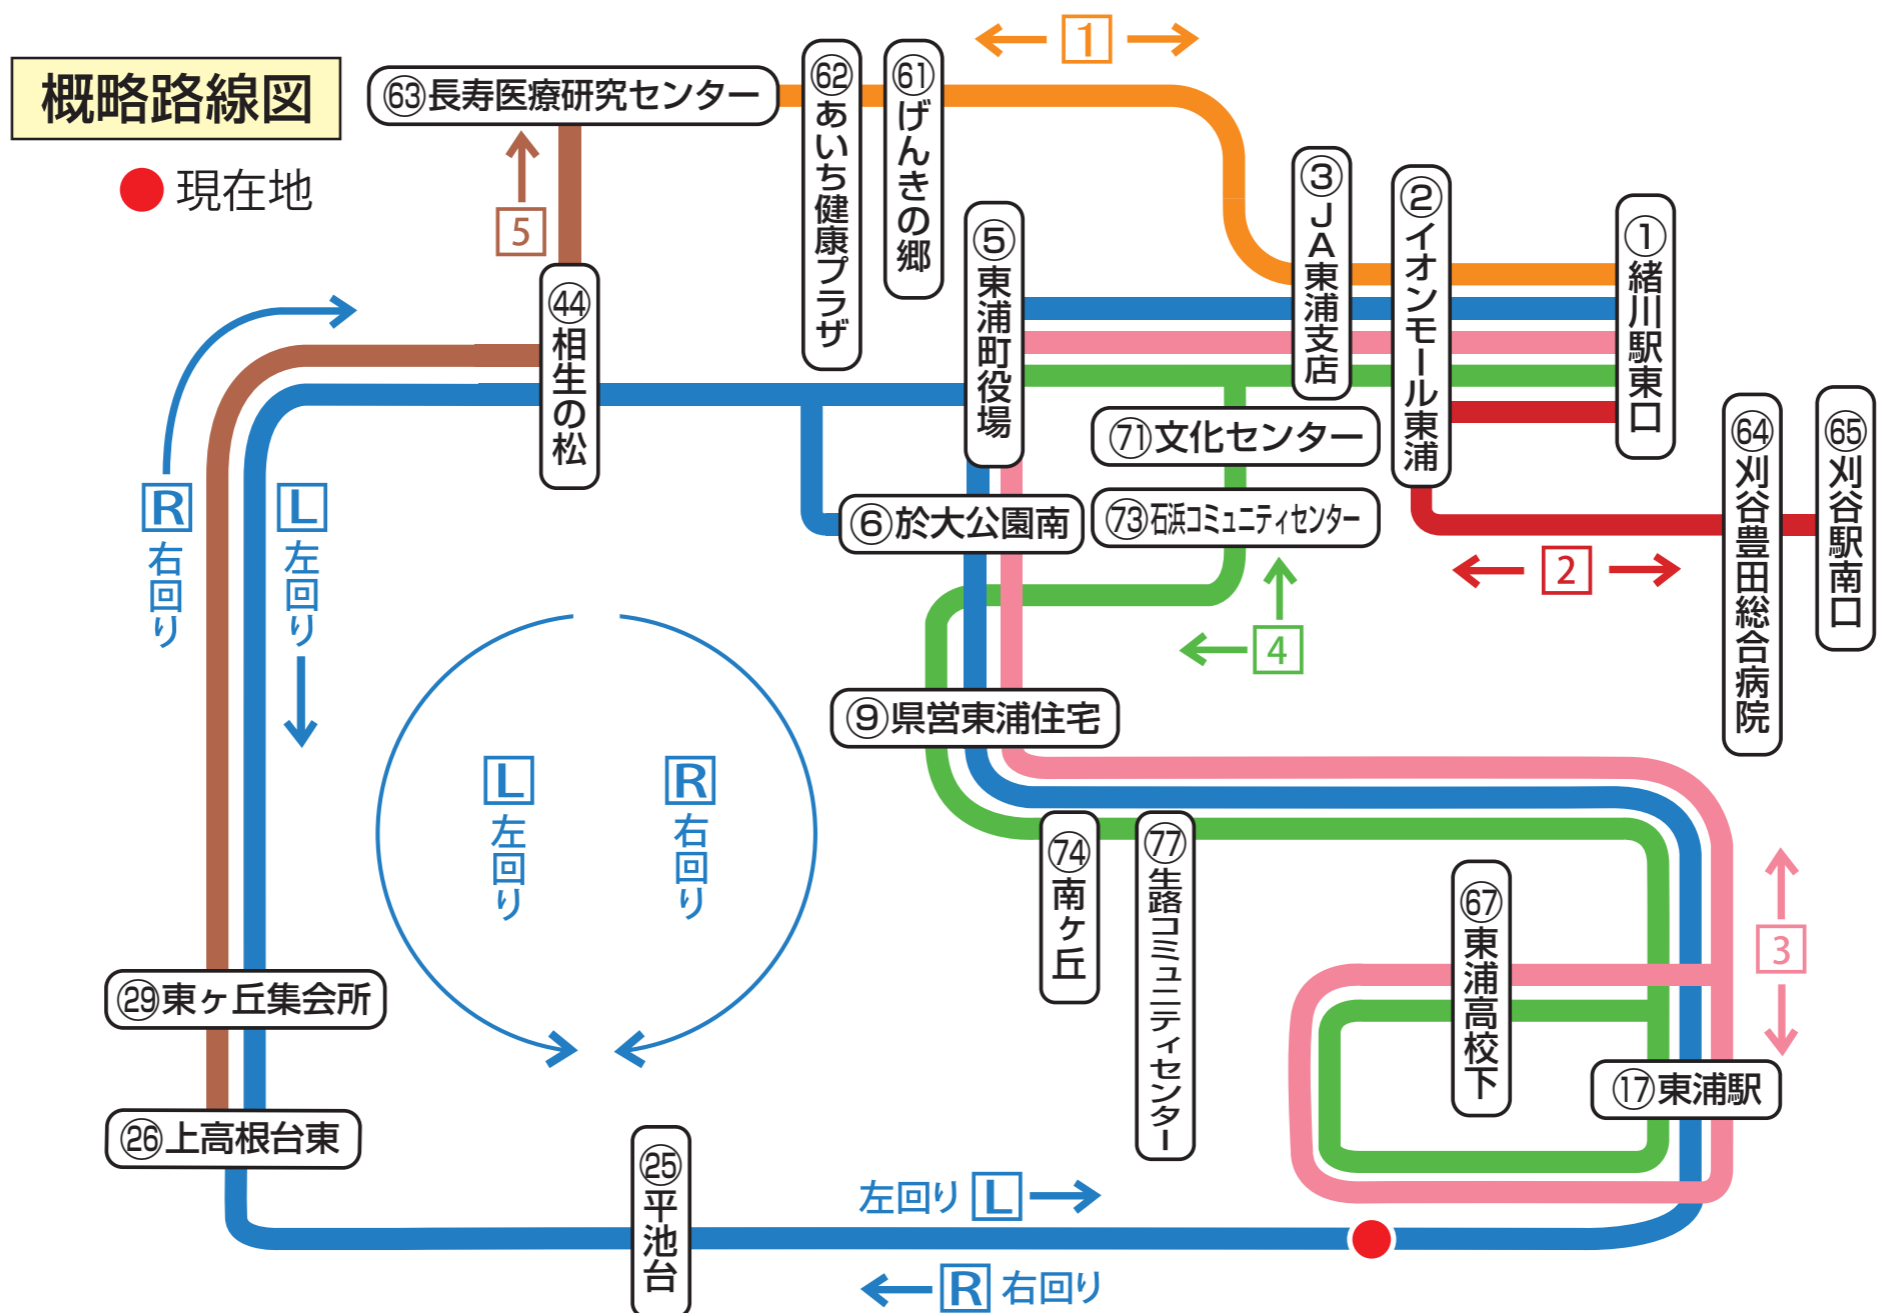 概略路線図
現在地
1
㊿長寿医療研究センター
62あいち健康プラザ
61げんきの郷
5
③JA東浦支店
②イオンモール東浦
①緒川駅東口
⑤東浦町役場
㊹相生の松
71文化センター
64刈谷豊田総合病院
65刈谷駅南口
R
右回り
L
左回り
⑥於大公園南
73石浜コミュニティセンター
2
4
⑨県営東浦住宅
L
左回り
R
右回り
74南ヶ丘
77生路コミュニティセンター
67東浦高校下
3
㉙東ヶ丘集会所
⑰東浦駅
㉖上高根台東
㉕平池台
左回り L
R 右回り